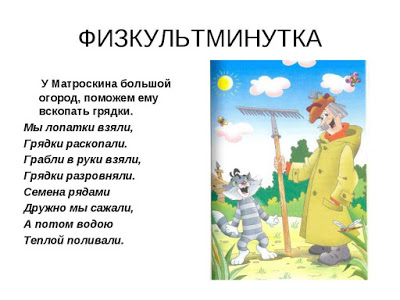 ФИЗКУЛЬТМИНУТКА
У Матроскина большой
огород, поможем ему
вскопать грядки.
Мы лопатки взяли,
Грядки раскопали.
Грабли в руки взяли,
Грядки разровняли.
Семена рядами
Дружно мы сажали,
А потом водою
Теплой поливали.